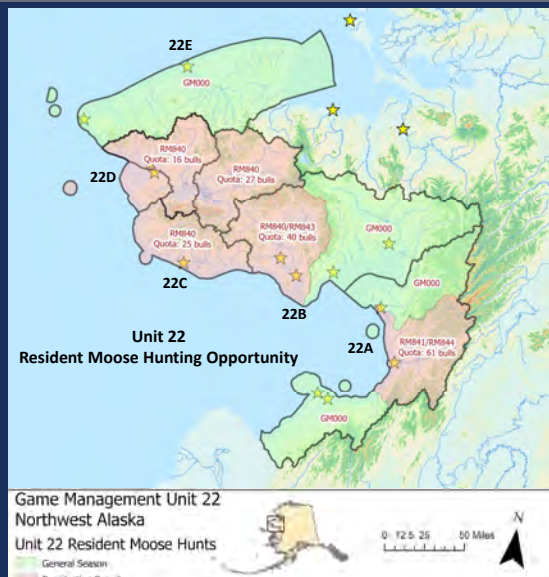 22E
GM000
RM840
Quota: 16 bulls
RM840
Quota: 27 bulls
22D
RM840
Quota: 25 bulls
RM840/RM843
Quota: 40 bulls
GM000
GM000
22C
22B
Unit 22
Resident Moose Hunting Opportunity
22A
RM841/RM844
Quota: 61 bulls
GM000
Game Management Unit 22
Northwest Alaska
Unit 22 Resident Moose Hunts
General Season
0 12.5 25 50 Miles
N